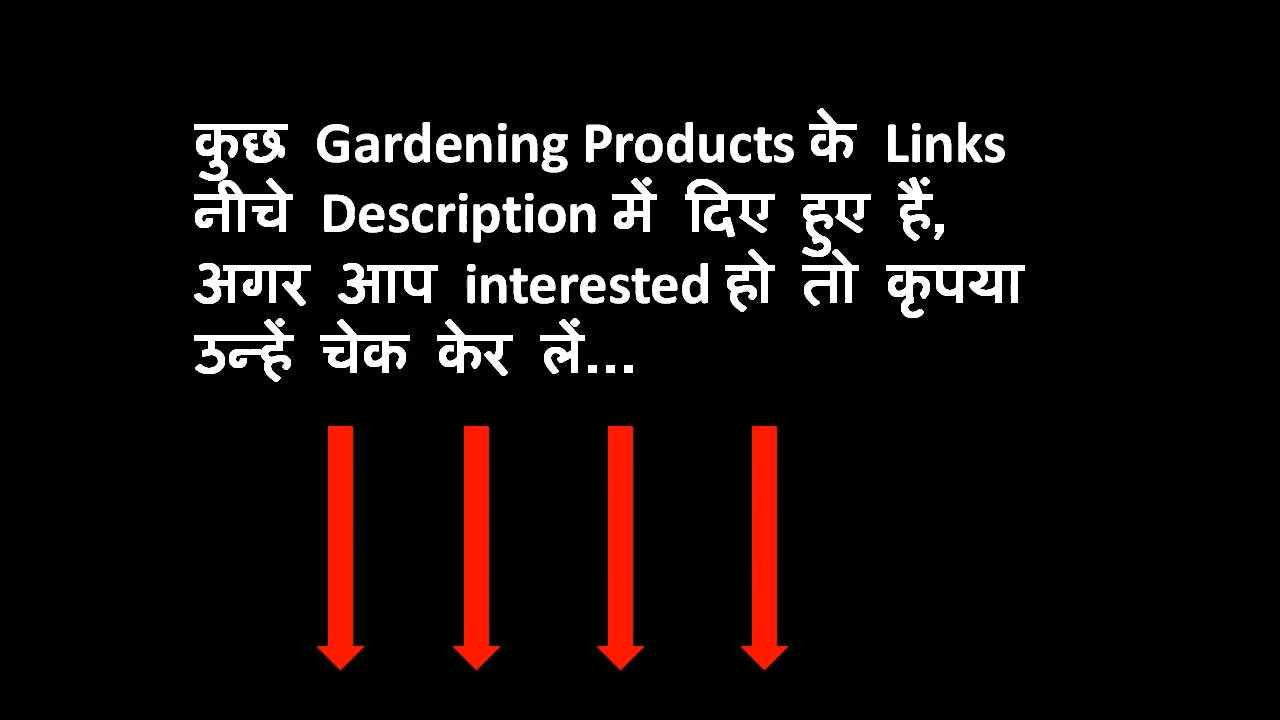 कुछ Gardening Products के Links
नीचे Description में दिए हुए हैं,
अगर आप interested हो तो कृपया
उन्हें चेक केर लें...